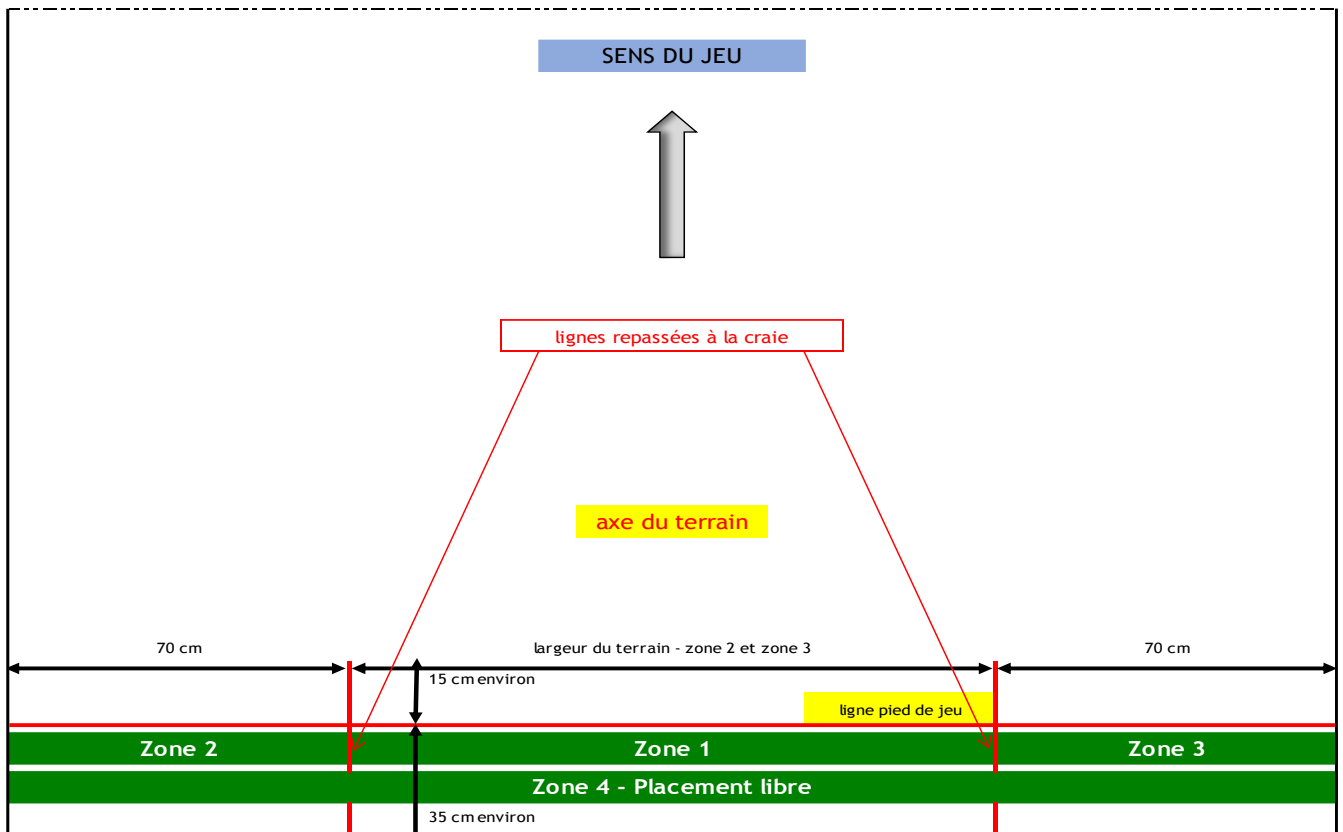 SENS DU JEU
lignes repassées à la craie
axe du terrain
70 cm
largeur du terrain - zone 2 et zone 3
70 cm
15 cm environ
ligne pied de jeu
Zone 2
Zone 1
Zone 3
Zone 4 - Placement libre
35 cm environ